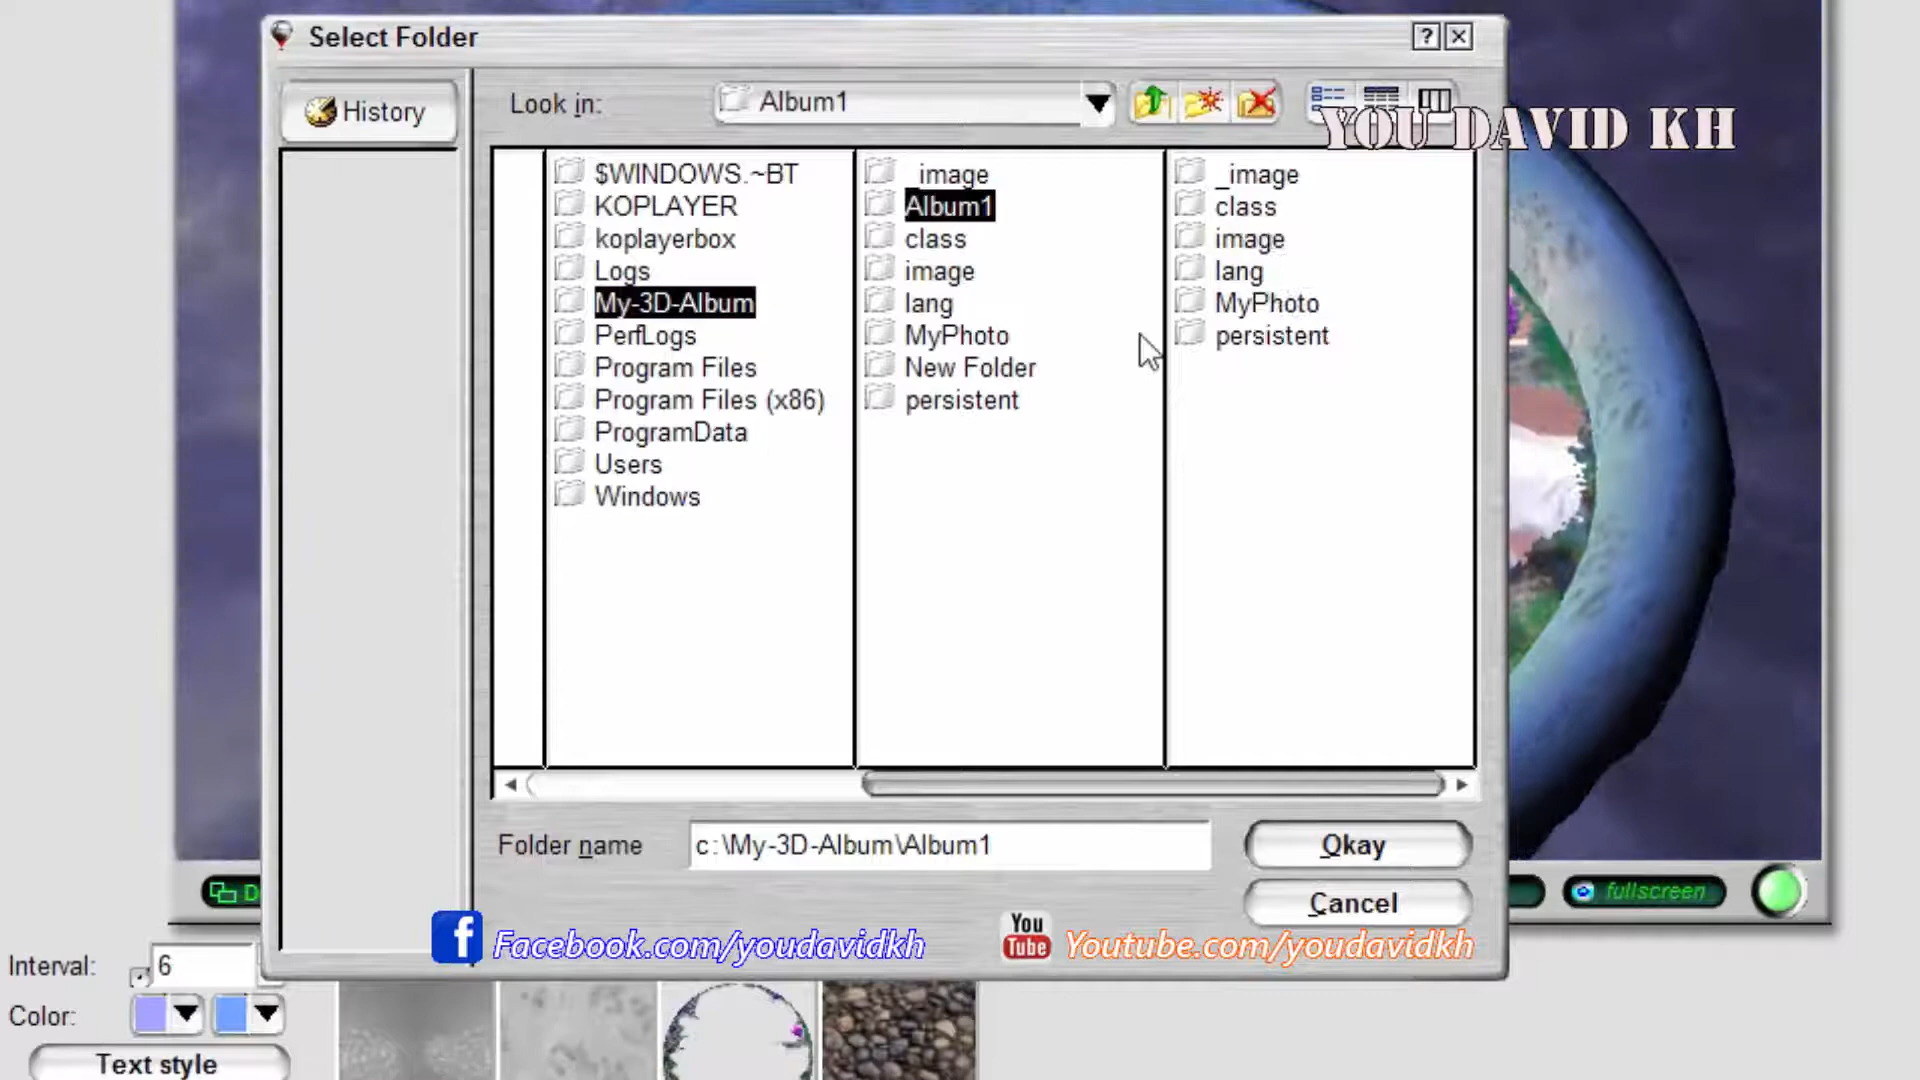 Select Folder
?
History
Look in:
Album1
YOU DAVID KH
$WINDOWS.~BT
KOPLAYER
koplayerbox
Logs
My-3D-Album
PerfLogs
Program Files
Program Files (x86)
ProgramData
Users
Windows
_image
Album1
class
image
lang
MyPhoto
New Folder
persistent
_image
class
image
lang
MyPhoto
persistent
Folder name
c:\My-3D-Album\Album1
Okay
Cancel
fullscreen
f
Facebook.com/youdavidkh
You
Tube
Youtube.com/youdavidkh
Interval:
6
Color:
Text style